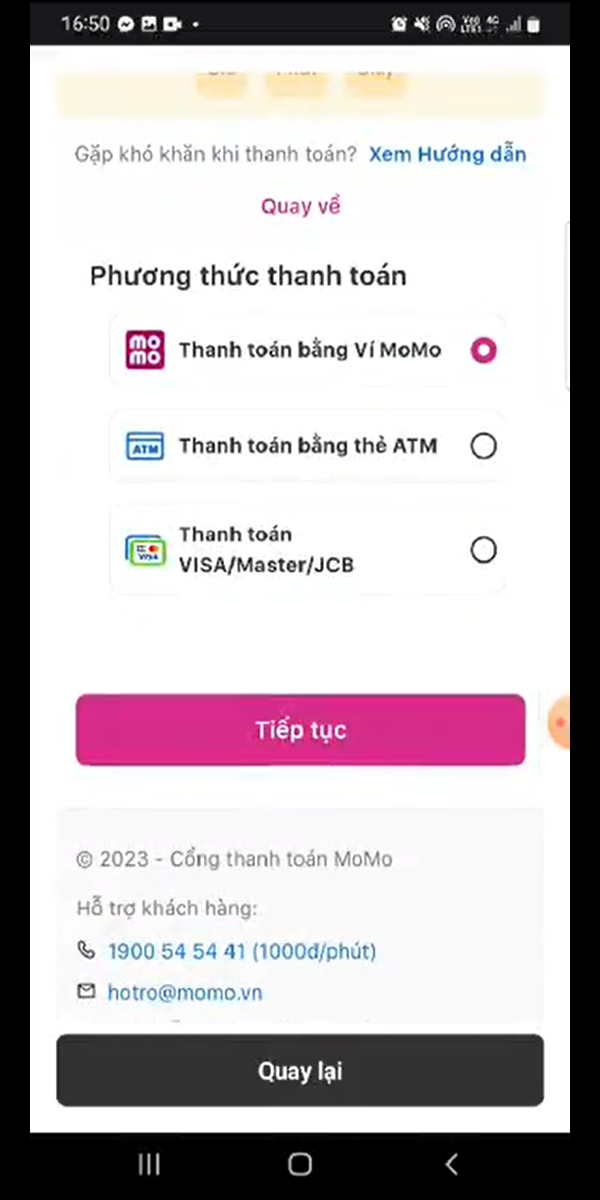 16:50
Gặp khó khăn khi thanh toán? Xem Hướng dẫn
Quay về
Phương thức thanh toán
mo
mo
Thanh toán bằng Ví MoMo
ATM
Thanh toán bằng thẻ ATM
VISA
Thanh toán
VISA/Master/JCB
Tiếp tục
© 2023 - Cổng thanh toán MoMo
Hỗ trợ khách hàng:
1900 54 54 41 (1000đ/phút)
hotro@momo.vn
Quay lại